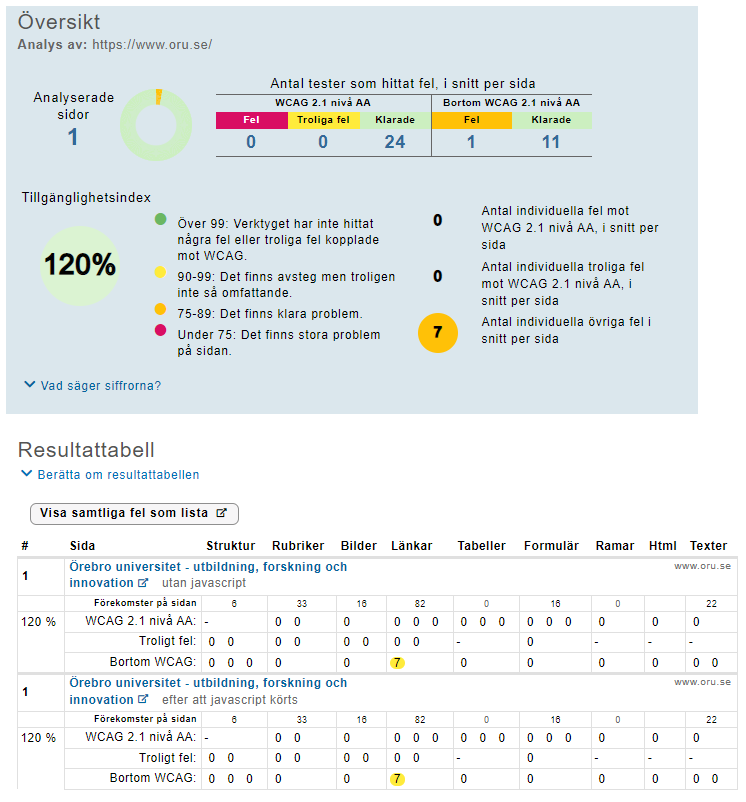 Översikt
Analys av: https://www.oru.se/
Analyserade
sidor
1
Antal tester som hittat fel, i snitt per sida
WCAG 2.1 nivå AA Bortom WCAG 2.1 nivå AA
Fel Troliga fel Klarade Fel Klarade
0 0 24 1 11
Tillgänglighetsindex
120%
Över 99: Verktyget har inte hittat
några fel eller troliga fel kopplade
mot WCAG.
90-99: Det finns avsteg men troligen
inte så omfattande.
75-89: Det finns klara problem.
Under 75: Det finns stora problem
på sidan.
0 Antal individuella fel mot
WCAG 2.1 nivå AA, i snitt per
sida
0 Antal individuella troliga fel
mot WCAG 2.1 nivå AA, i
snitt per sida
7 Antal individuella övriga fel i
snitt per sida
Vad säger siffrorna?
Resultattabell
Berätta om resultattabellen
Visa samtliga fel som lista
# Sida Struktur Rubriker Bilder Länkar Tabeller Formulär Ramar Html Texter
1 Örebro universitet - utbildning, forskning och www.oru.se
innovation utan javascript
Förekomster på sidan 6 33 16 82 0 16 0 22
120 % WCAG 2.1 nivå AA: - 0 0 0 0 0 0 0 0 0 0 0 0 0 0 0
Troligt fel: 0 0 0 0 0 0 0 0 - 0 - - -
Bortom WCAG: 0 0 0 0 0 7 0 0 0 0 0 0
1 Örebro universitet - utbildning, forskning och www.oru.se
innovation efter att javascript körts
Förekomster på sidan 6 33 16 82 0 16 0 22
120 % WCAG 2.1 nivå AA: - 0 0 0 0 0 0 0 0 0 0 0 0 0 0 0
Troligt fel: 0 0 0 0 0 0 0 0 - 0 - - -
Bortom WCAG: 0 0 0 0 0 7 0 0 0 0 0 0